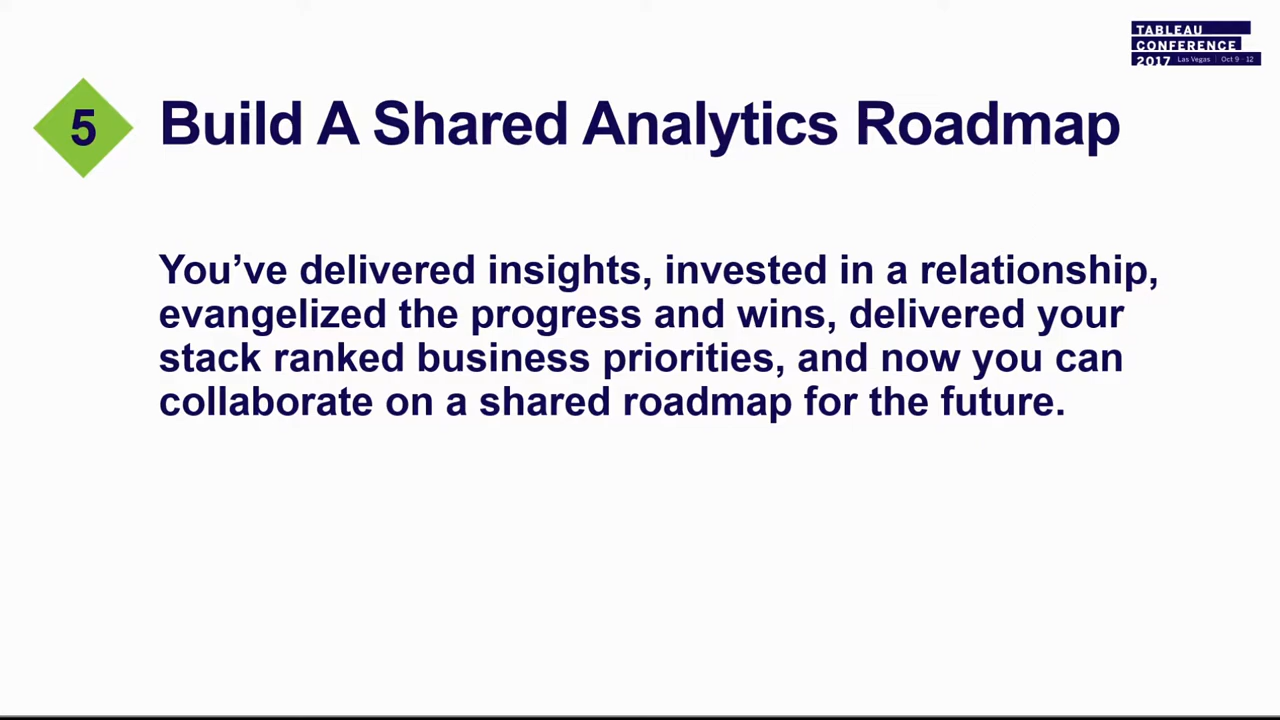 TABLEAU
CONFERENCE
2017 Las Vegas | Oct 9 - 12
5 Build A Shared Analytics Roadmap
You’ve delivered insights, invested in a relationship,
evangelized the progress and wins, delivered your
stack ranked business priorities, and now you can
collaborate on a shared roadmap for the future.